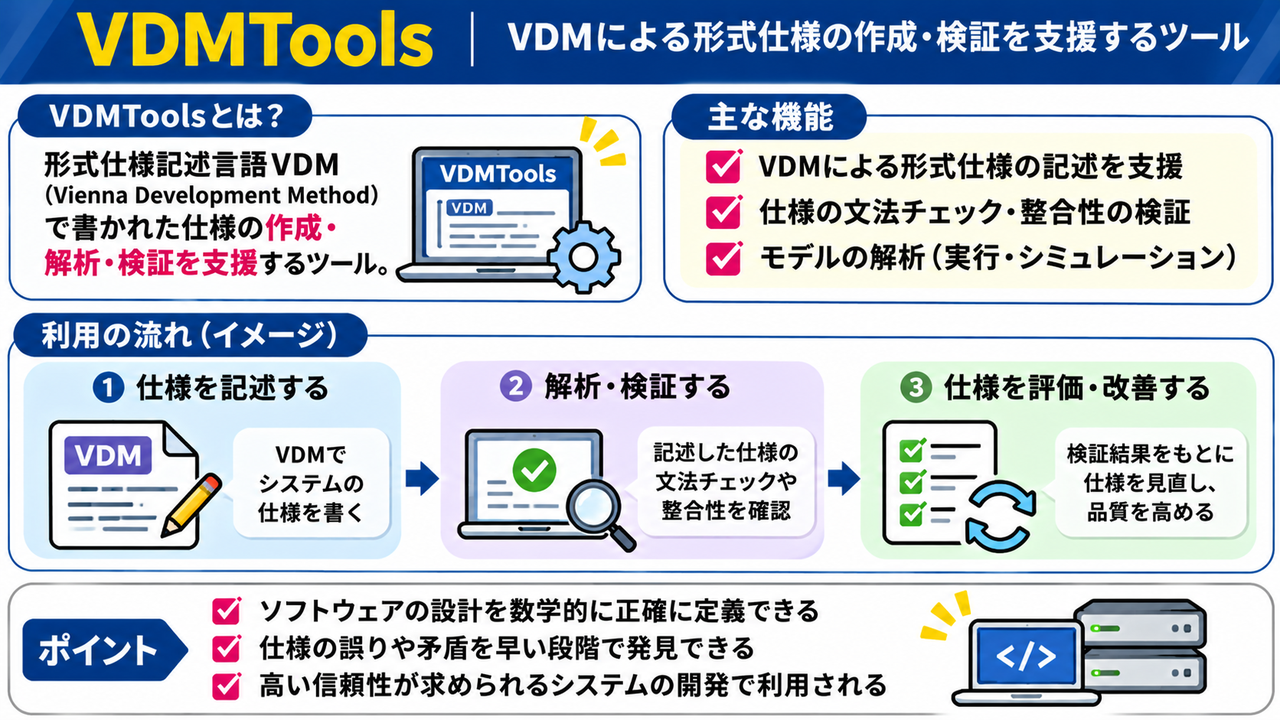 VDMTools
VDMによる形式仕様の作成・検証を支援するツール
VDMToolsとは？
形式仕様記述言語VDM
（Vienna Development Method）
で書かれた仕様の作成・
解析・検証を支援するツール。
VDMTools
VDM
主な機能
VDMによる形式仕様の記述を支援
仕様の文法チェック・整合性の検証
モデルの解析（実行・シミュレーション）
利用の流れ（イメージ）
1 仕様を記述する
VDM
VDMで
システムの
仕様を書く
2 解析・検証する
記述した仕様の
文法チェックや
整合性を確認
3 仕様を評価・改善する
検証結果をもとに
仕様を見直し、
品質を高める
ポイント
ソフトウェアの設計を数学的に正確に定義できる
仕様の誤りや矛盾を早い段階で発見できる
高い信頼性が求められるシステムの開発で利用される
</>